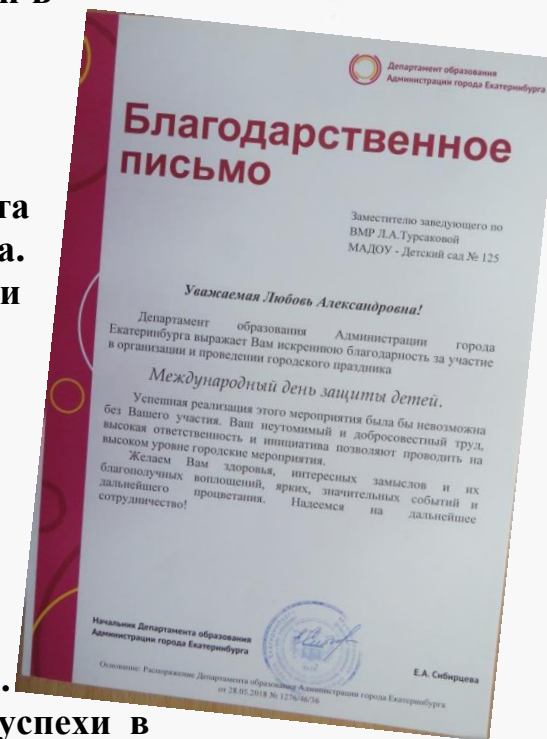 Департамент образования
Администрации города Екатеринбурга
Благодарственное
письмо
та
а.
и
Заместителю заведующего по
ВМР Л.А.Турсаковой
МАДОУ - Детский сад № 125
Уважаемая Любовь Александровна!
Департамент образования Администрации города
Екатеринбурга выражает Вам искреннюю благодарность за участие
в организации и проведении городского праздника
Международный день защиты детей.
Успешная реализация этого мероприятия была бы невозможна
без Вашего участия. Ваш неутомимый и добросовестный труд,
высокая ответственность и инициатива позволяют проводить на
высоком уровне городские мероприятия.
Желаем Вам здоровья, интересных замыслов и их
благополучных воплощений, ярких, значительных событий и
дальнейшего процветания. Надеемся на дальнейшее
сотрудничество!
Начальник Департамента образования
Администрации города Екатеринбурга
Е.А. Сибирцева
Основание: Распоряжение Департамента образования Администрации города Екатеринбурга
от 28.05.2018 № 1276/46/36
успехи в